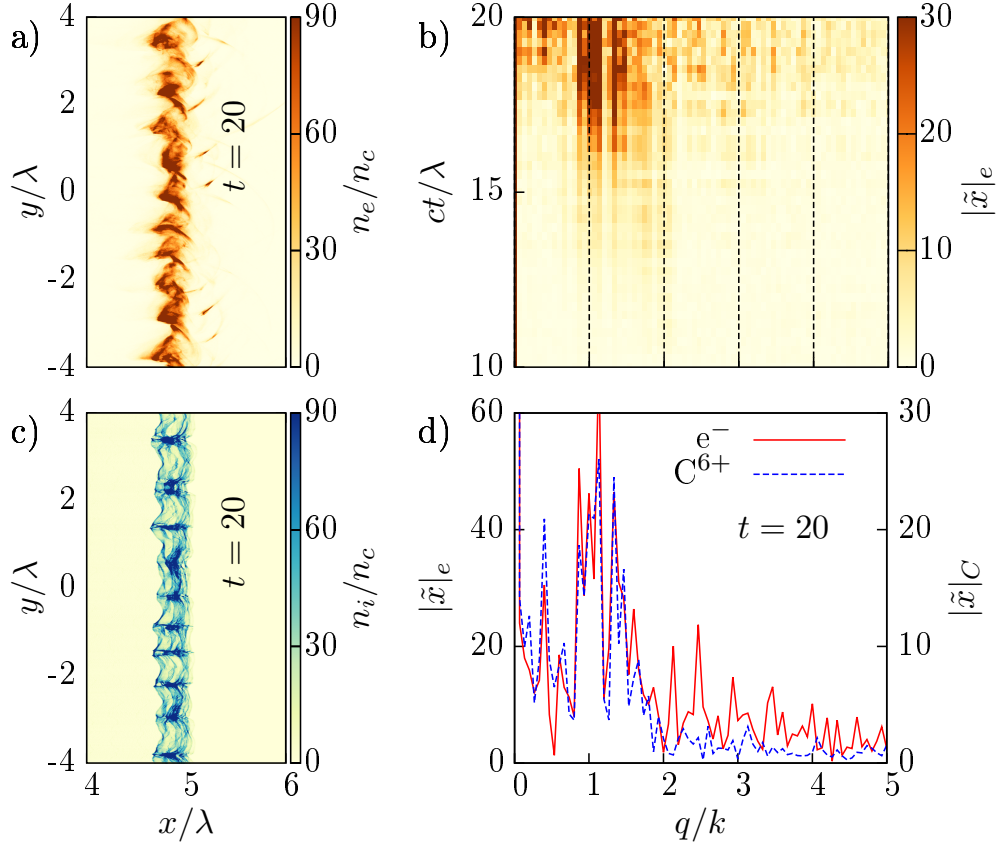 a)
4
2
0
-2
-4
y/λ
t = 20
90
60
30
0
n_e/n_c
b)
20
15
10
ct/λ
30
20
10
0
|x̃|_e
c)
4
2
0
-2
-4
y/λ
4
5
6
x/λ
t = 20
90
60
30
0
n_i/n_c
d)
60
40
20
0
|x̃|_e
e⁻
C⁶⁺
t = 20
0
1
2
3
4
5
q/k
30
20
10
0
|x̃|_C